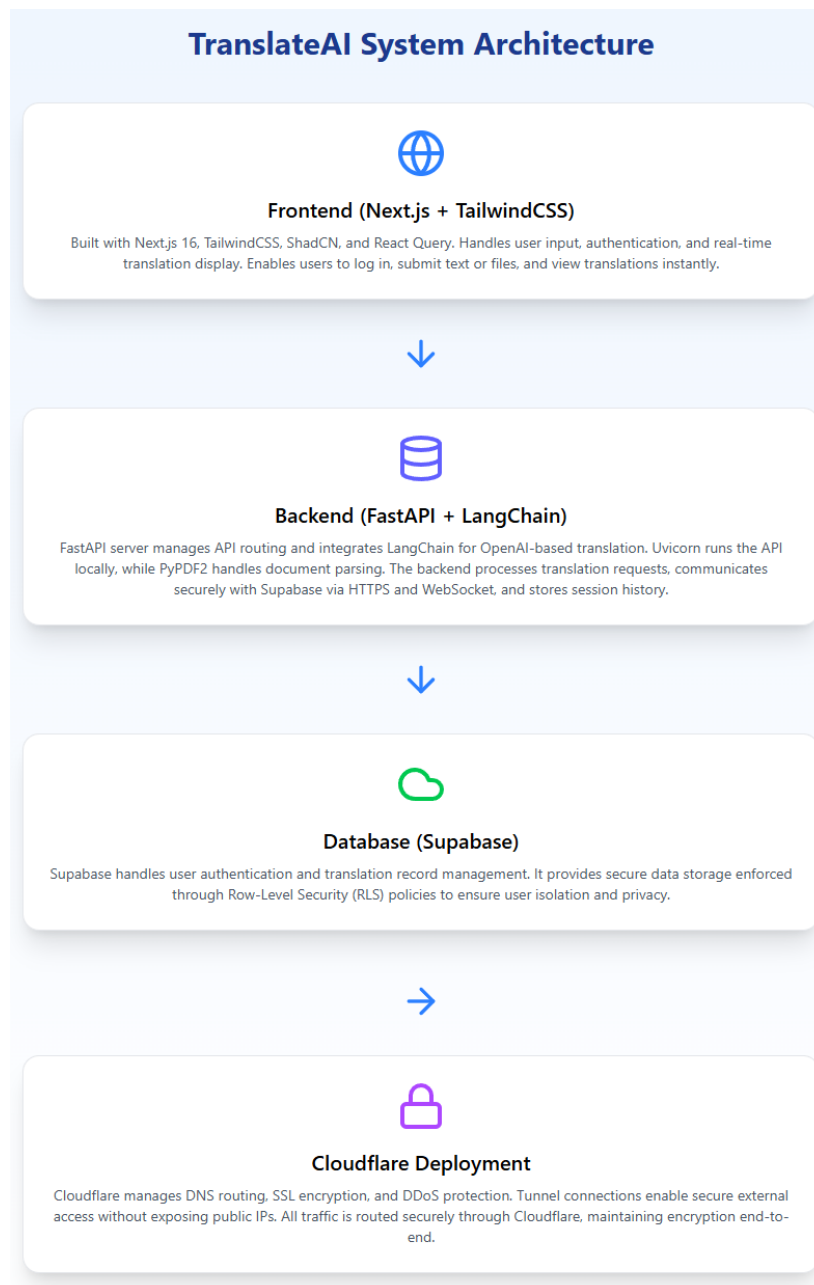 TranslateAI System Architecture
Frontend (Next.js + TailwindCSS)
Built with Next.js 16, TailwindCSS, ShadCN, and React Query. Handles user input, authentication, and real-time
translation display. Enables users to log in, submit text or files, and view translations instantly.
Backend (FastAPI + LangChain)
FastAPI server manages API routing and integrates LangChain for OpenAI-based translation. Uvicorn runs the API
locally, while PyPDF2 handles document parsing. The backend processes translation requests, communicates
securely with Supabase via HTTPS and WebSocket, and stores session history.
Database (Supabase)
Supabase handles user authentication and translation record management. It provides secure data storage enforced
through Row-Level Security (RLS) policies to ensure user isolation and privacy.
Cloudflare Deployment
Cloudflare manages DNS routing, SSL encryption, and DDoS protection. Tunnel connections enable secure external
access without exposing public IPs. All traffic is routed securely through Cloudflare, maintaining encryption end-to-
end.